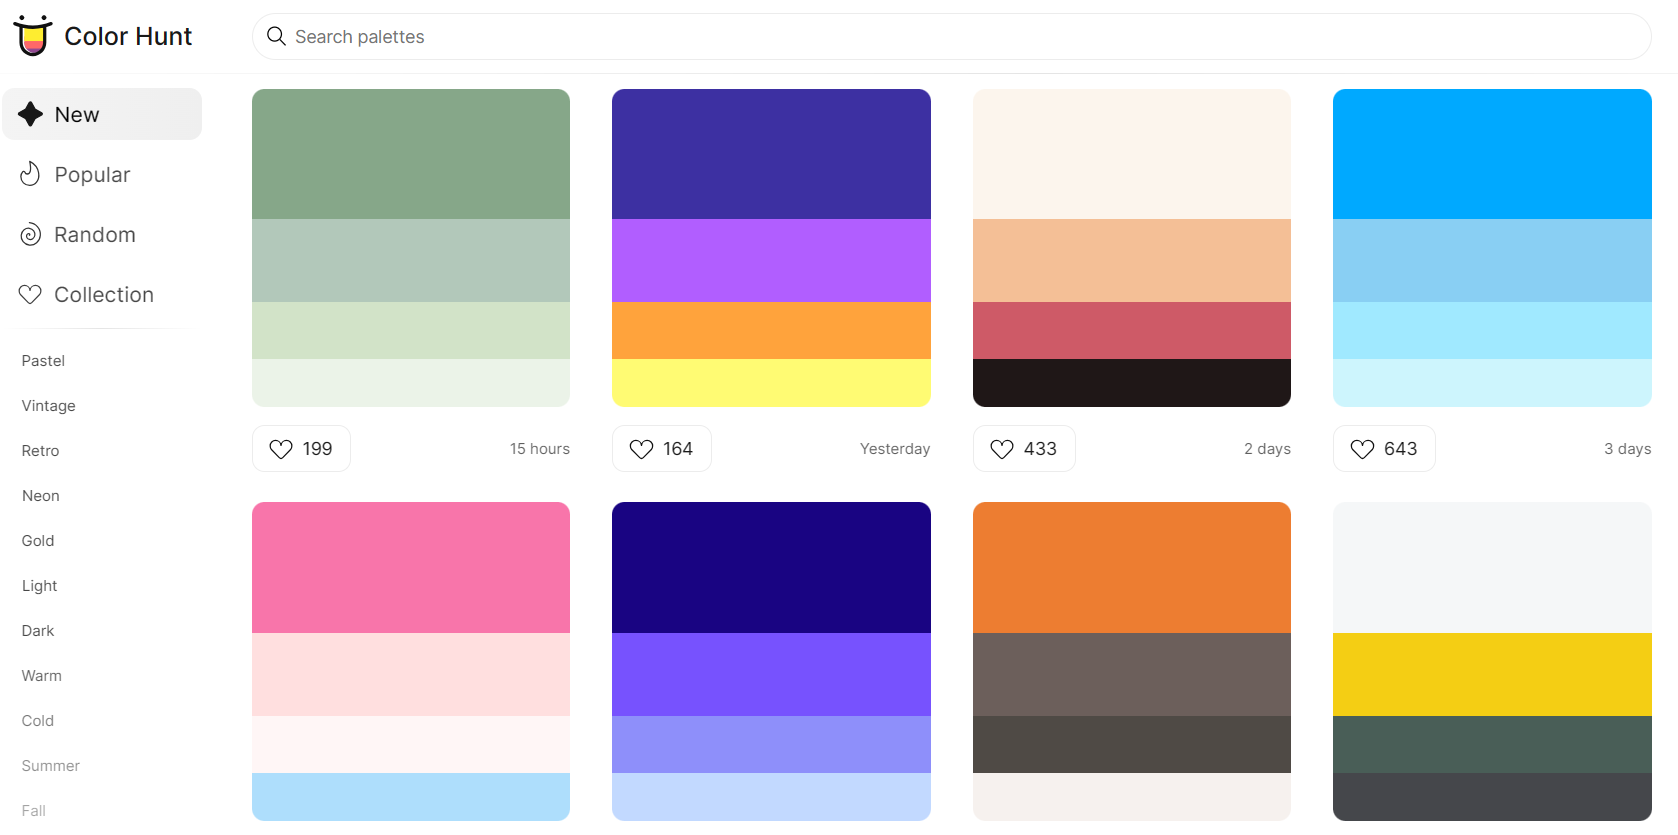 Color Hunt
Search palettes
New
Popular
Random
Collection
Pastel
Vintage
Retro
Neon
Gold
Light
Dark
Warm
Cold
Summer
Fall
199
15 hours
164
Yesterday
433
2 days
643
3 days